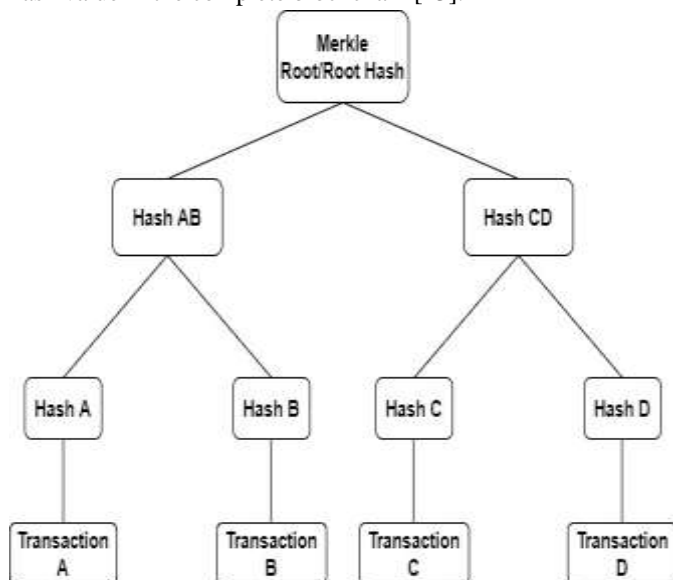 Merkle
Root/Root Hash
Hash AB
Hash CD
Hash A
Hash B
Hash C
Hash D
Transaction
A
Transaction
B
Transaction
C
Transaction
D